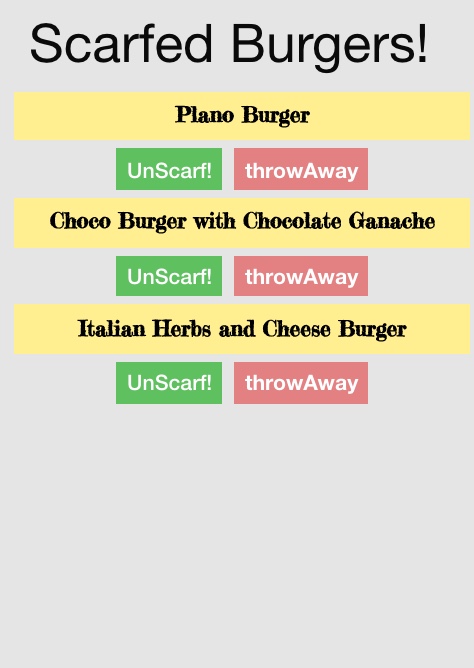 Scarfed Burgers!
Plano Burger
UnScarf! throwAway
Choco Burger with Chocolate Ganache
UnScarf! throwAway
Italian Herbs and Cheese Burger
UnScarf! throwAway